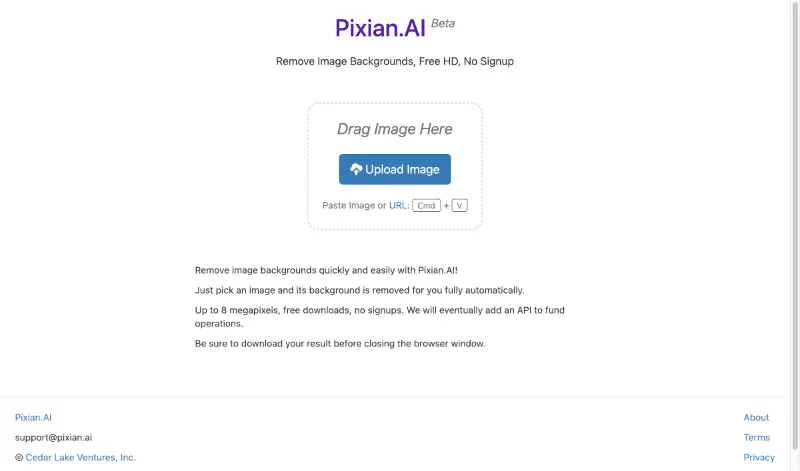 Pixian.AI Beta
Remove Image Backgrounds, Free HD, No Signup
Drag Image Here
Upload Image
Paste Image or URL: Cmd + V
Remove image backgrounds quickly and easily with Pixian.AI!
Just pick an image and its background is removed for you fully automatically.
Up to 8 megapixels, free downloads, no signups. We will eventually add an API to fund
operations.
Be sure to download your result before closing the browser window.
Pixian.AI
About
support@pixian.ai
Terms
© Cedar Lake Ventures, Inc.
Privacy